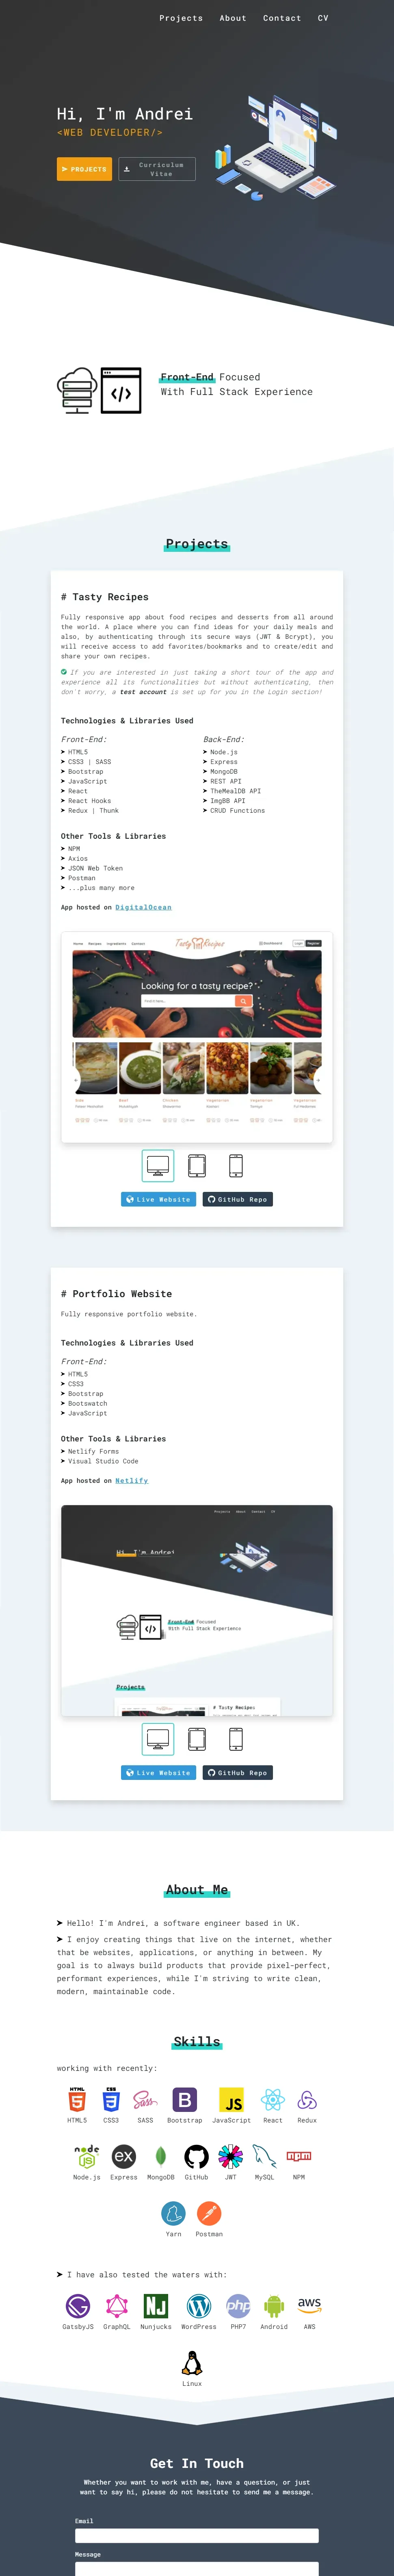 Projects About Contact CV
Hi, I'm Andrei
<WEB DEVELOPER/>
PROJECTS
Curriculum
Vitae
Front-End Focused
With Full Stack Experience
Projects
# Tasty Recipes
Fully responsive app about food recipes and desserts from all around
the world. A place where you can find ideas for your daily meals and
also, by authenticating through its secure ways (JWT & Bcrypt), you
will receive access to add favorites/bookmarks and to create/edit and
share your own recipes.
If you are interested in just taking a short tour of the app and
experience all its functionalities but without authenticating, then
don't worry, a test account is set up for you in the Login section!
Technologies & Libraries Used
Front-End:
HTML5
CSS3 | SASS
Bootstrap
JavaScript
React
React Hooks
Redux | Thunk
Back-End:
Node.js
Express
MongoDB
REST API
TheMealDB API
ImgBB API
CRUD Functions
Other Tools & Libraries
NPM
Axios
JSON Web Token
Postman
...plus many more
App hosted on DigitalOcean
Home Recipes Ingredients Contact
Tasty Recipes
Dashboard Login Register
Looking for a tasty recipe?
Live Website
GitHub Repo
# Portfolio Website
Fully responsive portfolio website.
Technologies & Libraries Used
Front-End:
HTML5
CSS3
Bootstrap
Bootswatch
JavaScript
Other Tools & Libraries
Netlify Forms
Visual Studio Code
App hosted on Netlify
Projects About Contact CV
Hi, I'm Andrei
Front-End Focused
With Full Stack Experience
Projects
# Tasty Recipes
Live Website
GitHub Repo
About Me
Hello! I'm Andrei, a software engineer based in UK.
I enjoy creating things that live on the internet, whether
that be websites, applications, or anything in between. My
goal is to always build products that provide pixel-perfect,
performant experiences, while I'm striving to write clean,
modern, maintainable code.
Skills
working with recently:
HTML5 CSS3 SASS Bootstrap JavaScript React Redux
Node.js Express MongoDB GitHub JWT MySQL NPM
Yarn Postman
I have also tested the waters with:
GatsbyJS GraphQL Nunjucks WordPress PHP7 Android AWS
Linux
Get In Touch
Whether you want to work with me, have a question, or just
want to say hi, please do not hesitate to send me a message.
Email
Message